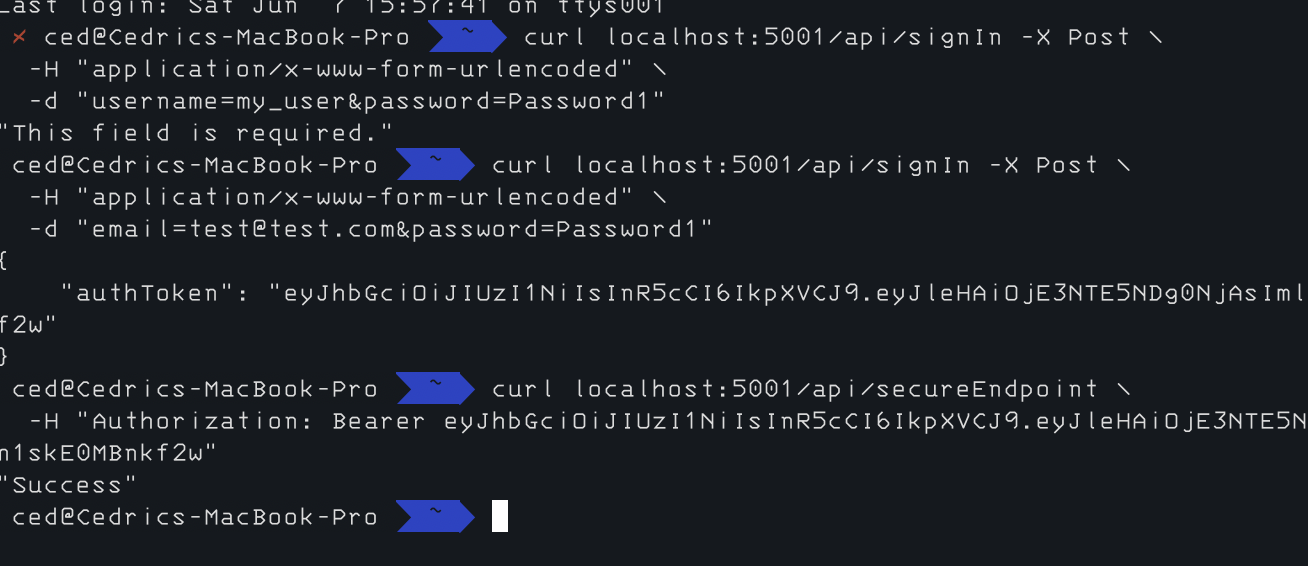 Last login: Sat Jun  7 15:57:41 on ttys001
✗ ced@Cedrics-MacBook-Pro ~ curl localhost:5001/api/signIn -X Post \
-H "application/x-www-form-urlencoded" \
-d "username=my_user&password=Password1"
"This field is required."
ced@Cedrics-MacBook-Pro ~ curl localhost:5001/api/signIn -X Post \
-H "application/x-www-form-urlencoded" \
-d "email=test@test.com&password=Password1"
{
"authToken": "eyJhbGciOiJIUzI1NiIsInR5cCI6IkpXVCJ9.eyJleHAiOjE3NTE5NDg0NjAsIml
f2w"
}
ced@Cedrics-MacBook-Pro ~ curl localhost:5001/api/secureEndpoint \
-H "Authorization: Bearer eyJhbGciOiJIUzI1NiIsInR5cCI6IkpXVCJ9.eyJleHAiOjE3NTE5N
n1skE0MBnkf2w"
"Success"
ced@Cedrics-MacBook-Pro ~